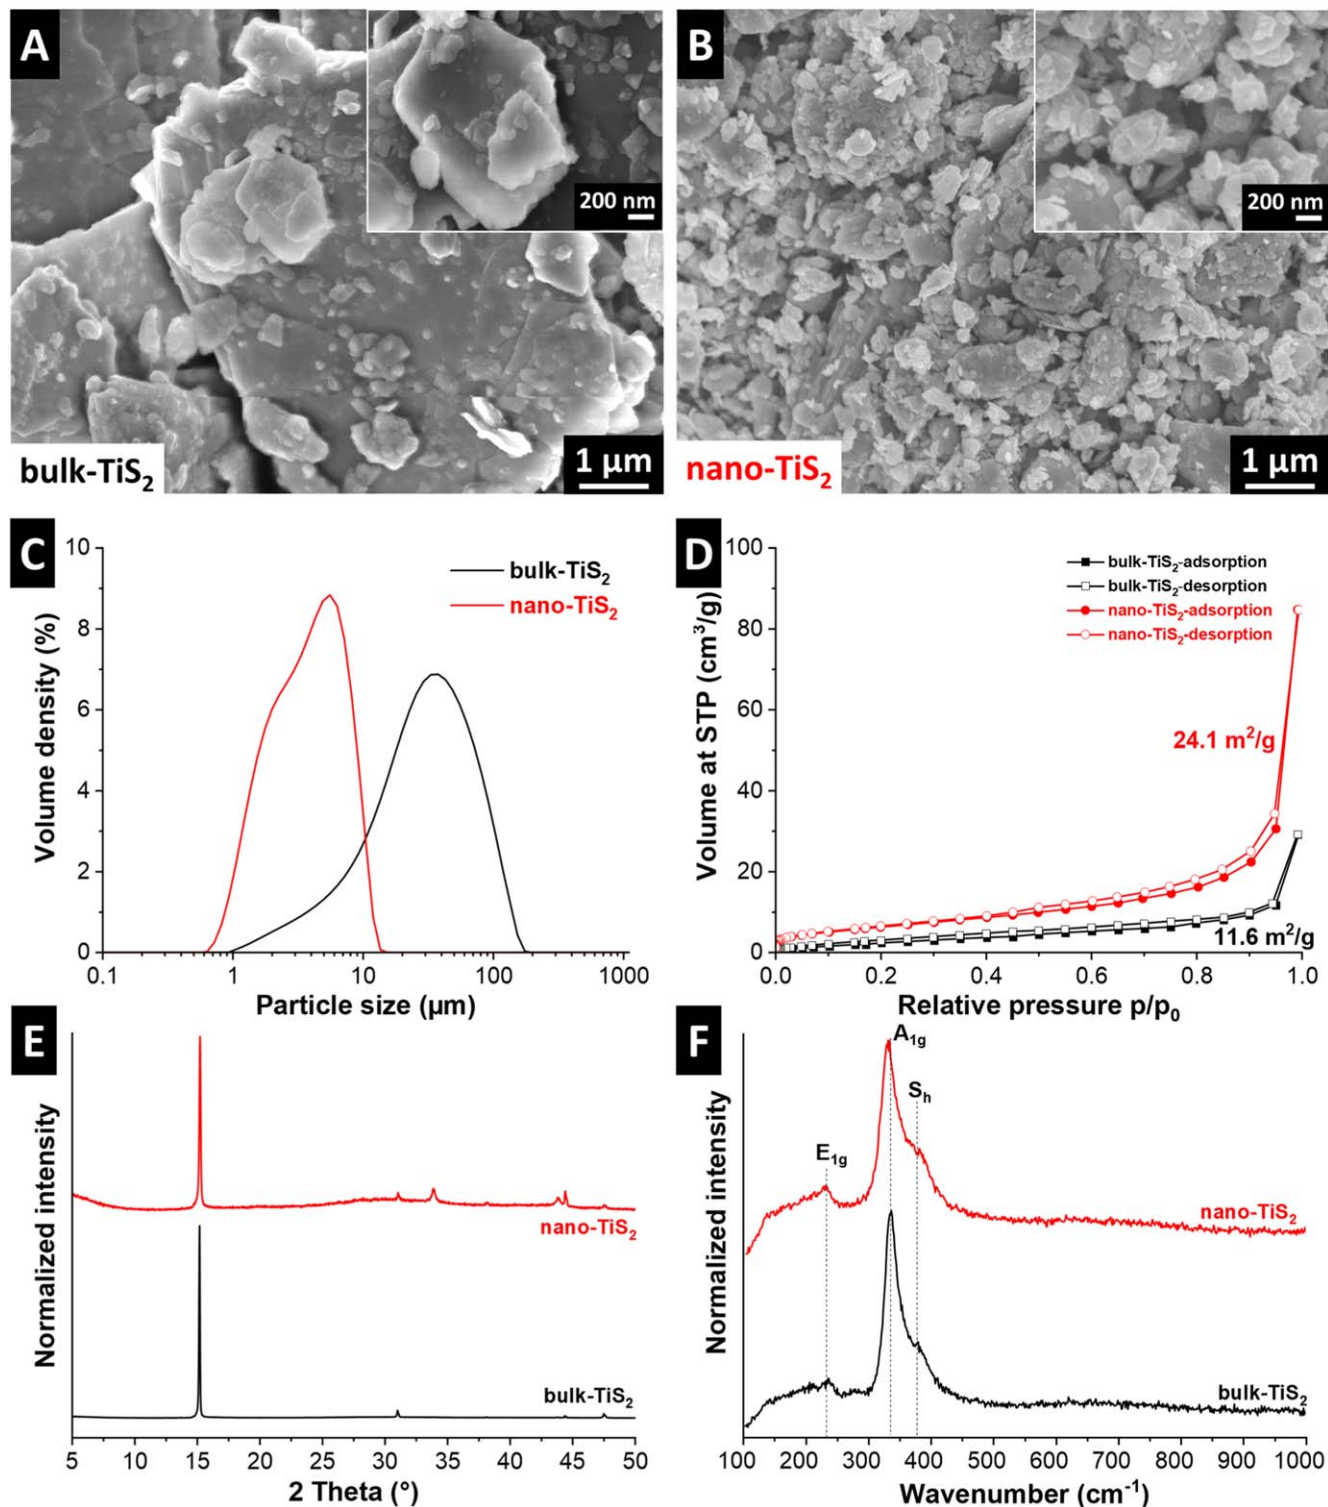 A
200 nm
bulk-TiS₂
1 µm
B
200 nm
nano-TiS₂
1 µm
C
10
8
6
4
2
0
0.1 1 10 100 1000
Volume density (%)
Particle size (µm)
bulk-TiS₂
nano-TiS₂
D
100
80
60
40
20
0
0.0 0.2 0.4 0.6 0.8 1.0
Volume at STP (cm³/g)
Relative pressure p/p₀
bulk-TiS₂-adsorption
bulk-TiS₂-desorption
nano-TiS₂-adsorption
nano-TiS₂-desorption
24.1 m²/g
11.6 m²/g
E
Normalized intensity
nano-TiS₂
bulk-TiS₂
5 10 15 20 25 30 35 40 45 50
2 Theta (°)
F
Normalized intensity
A₁g
Sₕ
E₁g
nano-TiS₂
bulk-TiS₂
100 200 300 400 500 600 700 800 900 1000
Wavenumber (cm⁻¹)